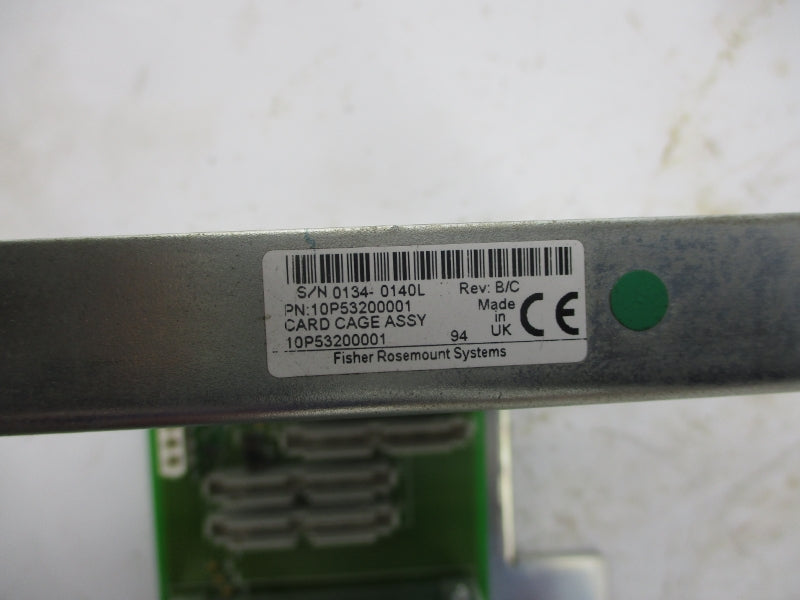 S/N 0134- 0140L Rev: B/C
PN:10P53200001 Made
CARD CAGE ASSY in
10P53200001 94 UK
CE
Fisher Rosemount Systems